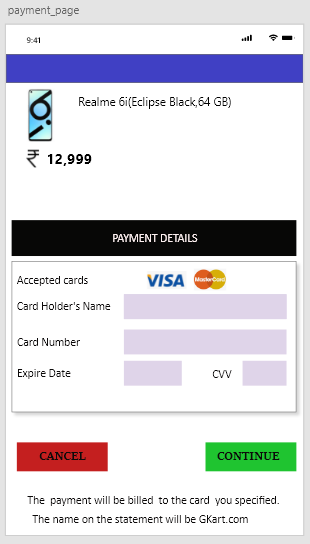 payment_page
9:41
Realme 6i(Eclipse Black,64 GB)
₹ 12,999
PAYMENT DETAILS
Accepted cards VISA MasterCard
Card Holder's Name
Card Number
Expire Date CVV
CANCEL CONTINUE
The payment will be billed to the card you specified.
The name on the statement will be GKart.com